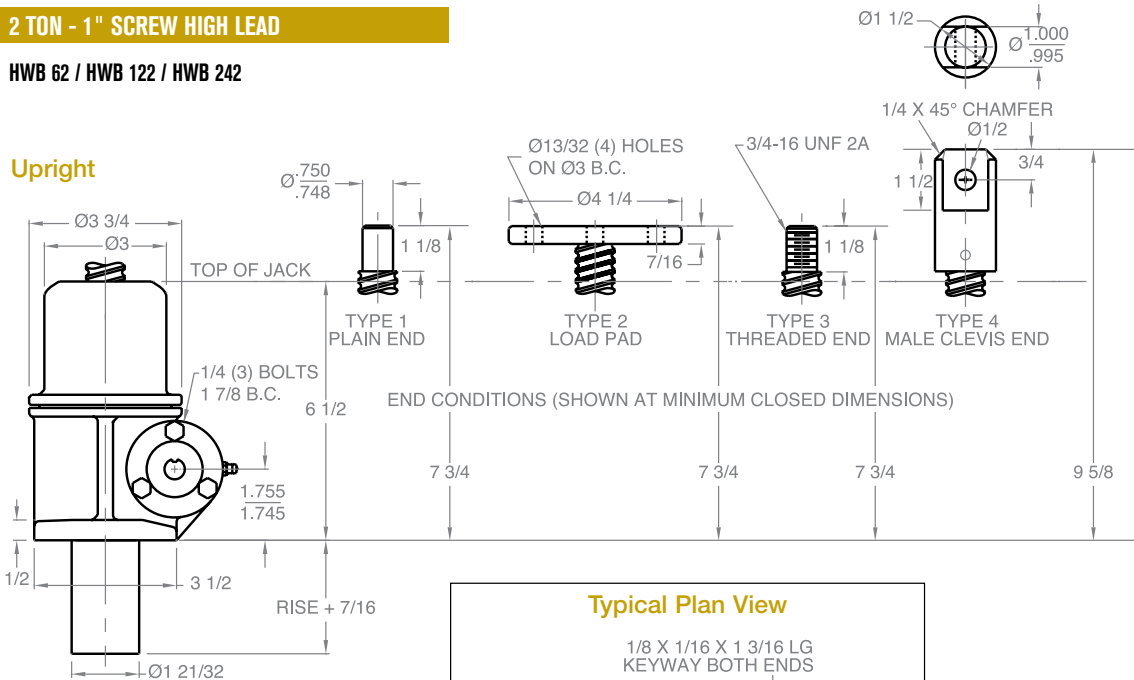 2 TON - 1" SCREW HIGH LEAD
HWB 62 / HWB 122 / HWB 242
Upright
Ø1 1/2
Ø 1.000
.995
1/4 X 45° CHAMFER
Ø1/2
3/4
1 1/2
Ø13/32 (4) HOLES
ON Ø3 B.C.
3/4-16 UNF 2A
Ø .750
.748
Ø4 1/4
Ø3 3/4
Ø3
1 1/8
7/16
1 1/8
TOP OF JACK
TYPE 1
PLAIN END
TYPE 2
LOAD PAD
TYPE 3
THREADED END
TYPE 4
MALE CLEVIS END
1/4 (3) BOLTS
1 7/8 B.C.
6 1/2
END CONDITIONS (SHOWN AT MINIMUM CLOSED DIMENSIONS)
7 3/4
7 3/4
7 3/4
9 5/8
1.755
1.745
1/2
3 1/2
RISE + 7/16
Ø1 21/32
Typical Plan View
1/8 X 1/16 X 1 3/16 LG
KEYWAY BOTH ENDS